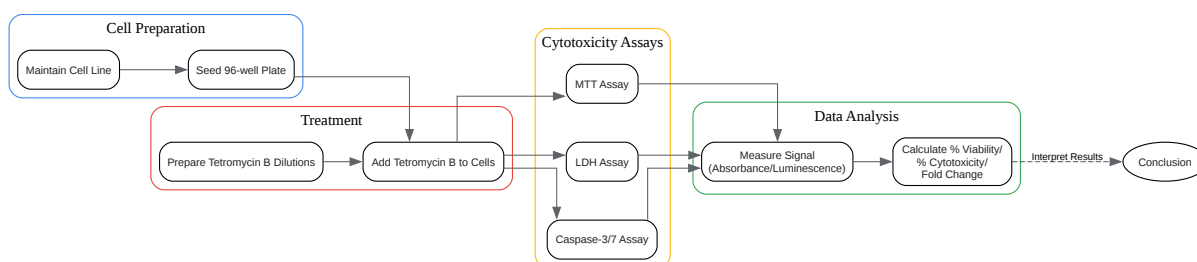 Cell Preparation
Maintain Cell Line
Seed 96-well Plate
Treatment
Prepare Tetromycin B Dilutions
Add Tetromycin B to Cells
Cytotoxicity Assays
MTT Assay
LDH Assay
Caspase-3/7 Assay
Data Analysis
Measure Signal
(Absorbance/Luminescence)
Calculate % Viability/
% Cytotoxicity/
Fold Change
Interpret Results
Conclusion